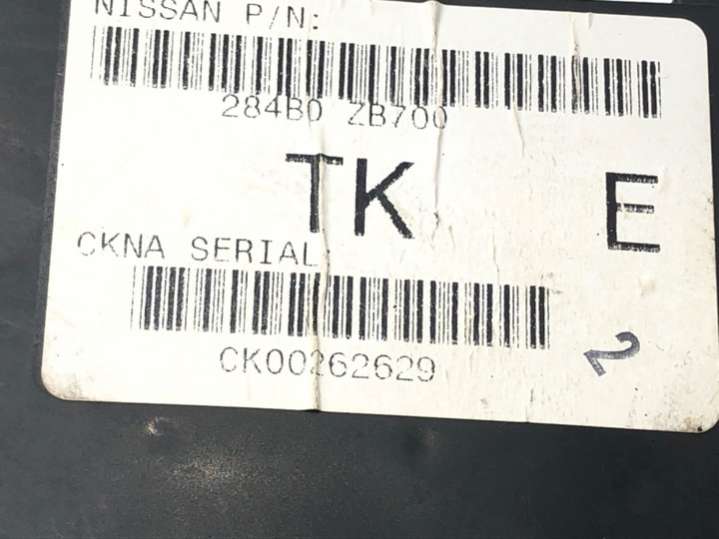 NISSAN P/N:
284B0 ZB700
TK E
CKNA SERIAL
CK00262629
2